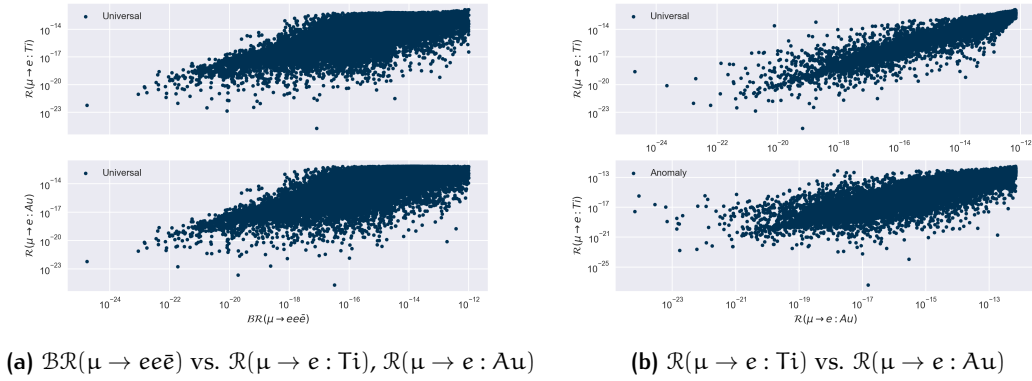 Universal
10⁻¹⁴
10⁻¹⁷
10⁻²⁰
10⁻²³
R(μ → e : Ti)
Universal
10⁻¹⁴
10⁻¹⁷
10⁻²⁰
10⁻²³
R(μ → e : Au)
10⁻²⁴ 10⁻²² 10⁻²⁰ 10⁻¹⁸ 10⁻¹⁶ 10⁻¹⁴ 10⁻¹²
BR(μ → eeē)
Universal
10⁻¹⁴
10⁻¹⁷
10⁻²⁰
10⁻²³
R(μ → e : Ti)
10⁻²⁴ 10⁻²² 10⁻²⁰ 10⁻¹⁸ 10⁻¹⁶ 10⁻¹⁴ 10⁻¹²
Anomaly
10⁻¹³
10⁻¹⁷
10⁻²¹
10⁻²⁵
R(μ → e : Ti)
10⁻²³ 10⁻²¹ 10⁻¹⁹ 10⁻¹⁷ 10⁻¹⁵ 10⁻¹³
R(μ → e : Au)
(a) BR(μ → eeē) vs. R(μ → e : Ti), R(μ → e : Au)
(b) R(μ → e : Ti) vs. R(μ → e : Au)